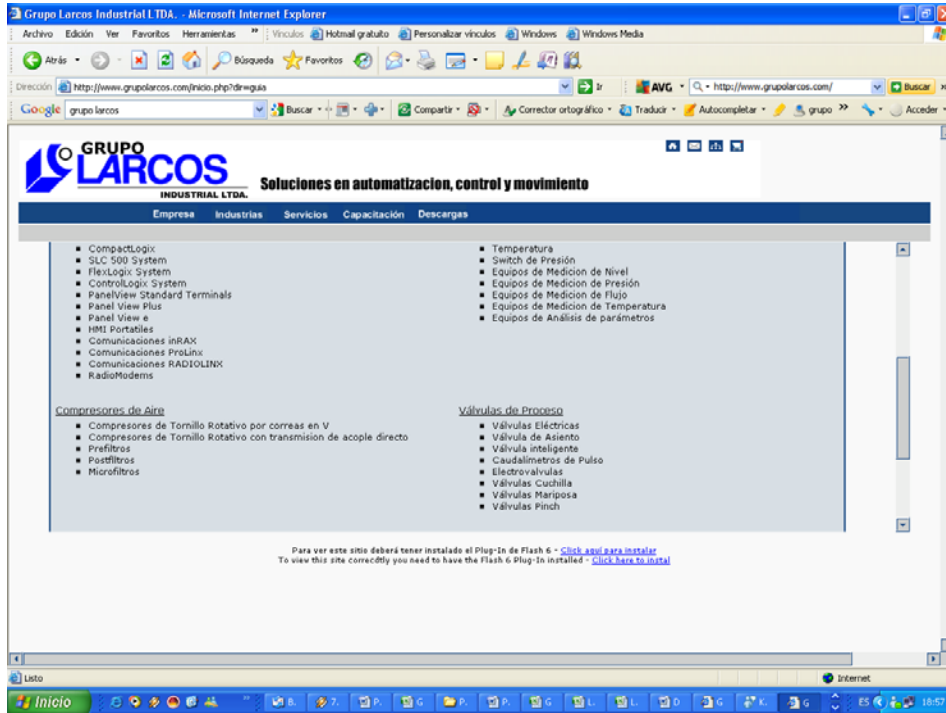 Grupo Larcos Industrial LTDA. - Microsoft Internet Explorer
Archivo Edición Ver Favoritos Herramientas » Vínculos Hotmail gratuito Personalizar vínculos Windows Windows Media
Atrás Búsqueda Favoritos
Dirección http://www.grupolarcos.com/inicio.php?dir=guia Ir AVG http://www.grupolarcos.com/ Buscar
Google grupo larcos Buscar Compartir Corrector ortográfico Traducir Autocompletar grupo » Acceder
GRUPO
LARCOS
INDUSTRIAL LTDA.
Soluciones en automatizacion, control y movimiento
Empresa Industrias Servicios Capacitación Descargas
CompactLogix
SLC 500 System
FlexLogix System
ControlLogix System
PanelView Standard Terminals
Panel View Plus
Panel View e
HMI Portatiles
Comunicaciones inRAX
Comunicaciones ProLinx
Comunicaciones RADIOLINX
RadioModems
Temperatura
Switch de Presión
Equipos de Medicion de Nivel
Equipos de Medicion de Presión
Equipos de Medicion de Flujo
Equipos de Medicion de Temperatura
Equipos de Análisis de parámetros
Compresores de Aire
Compresores de Tornillo Rotativo por correas en V
Compresores de Tornillo Rotativo con transmision de acople directo
Prefiltros
Postfiltros
Microfiltros
Válvulas de Proceso
Válvulas Eléctricas
Válvula de Asiento
Válvula inteligente
Caudalímetros de Pulso
Electrovalvulas
Válvulas Cuchilla
Válvulas Mariposa
Válvulas Pinch
Para ver este sitio deberá tener instalado el Plug-In de Flash 6 - Click aquí para instalar
To view this site correcdtly you need to have the Flash 6 Plug-In installed - Click here to instal
Listo Internet
Inicio » B. 7. P. G P. P. G L. L. D G K. G ES 18:57